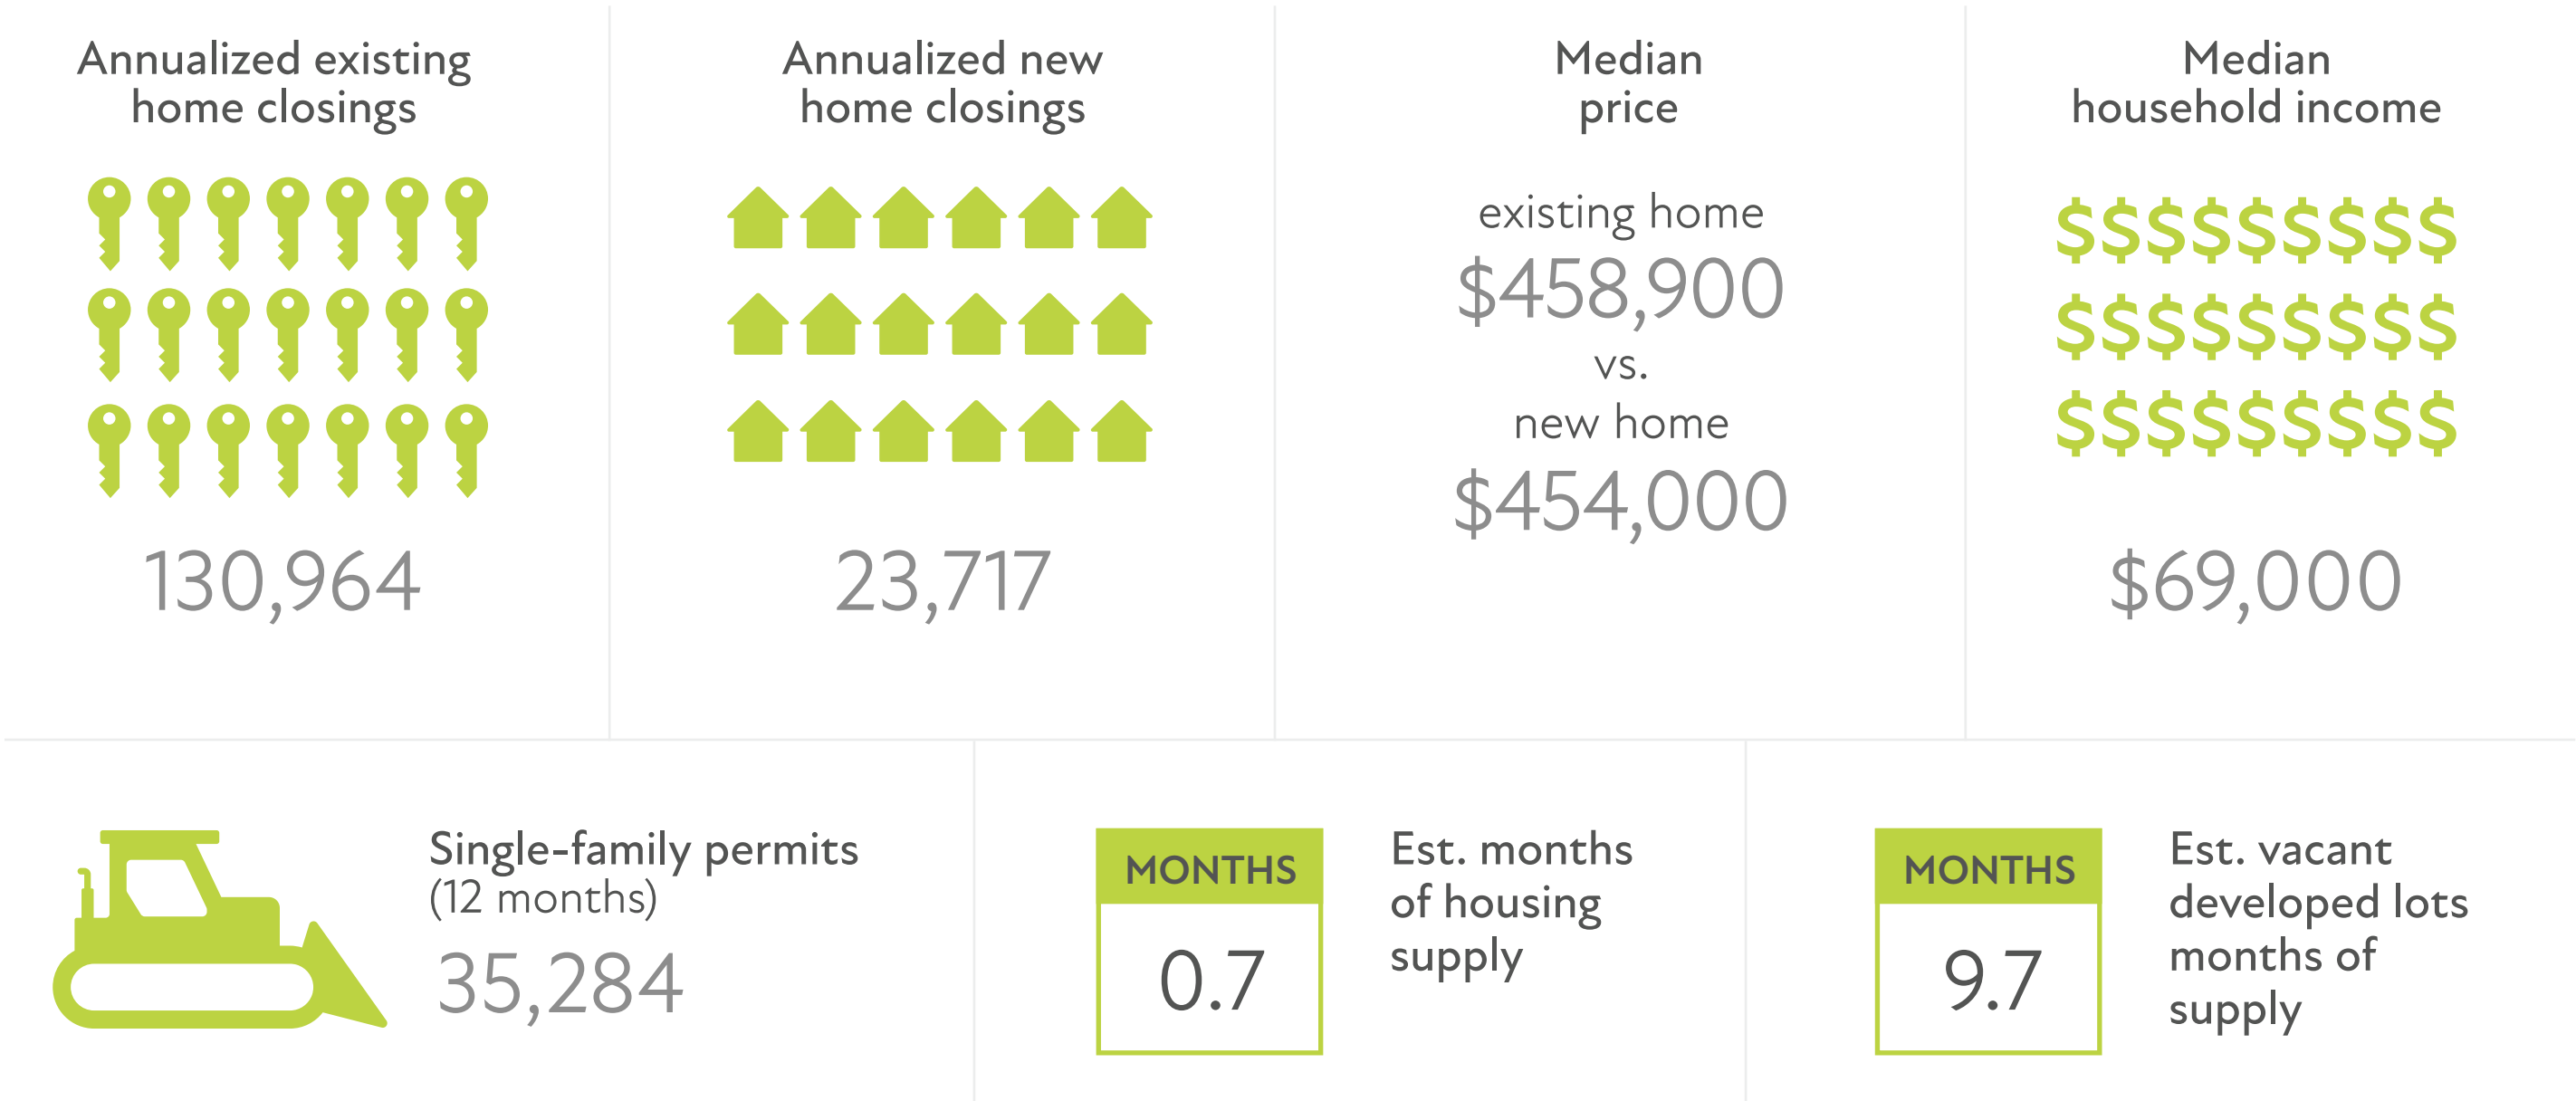 Annualized existing
home closings
130,964
Annualized new
home closings
23,717
Median
price
existing home
$458,900
vs.
new home
$454,000
Median
household income
$$$$$$$$$
$$$$$$$$$
$$$$$$$$$
$69,000
Single-family permits
(12 months)
35,284
MONTHS
0.7
Est. months
of housing
supply
MONTHS
9.7
Est. vacant
developed lots
months of
supply